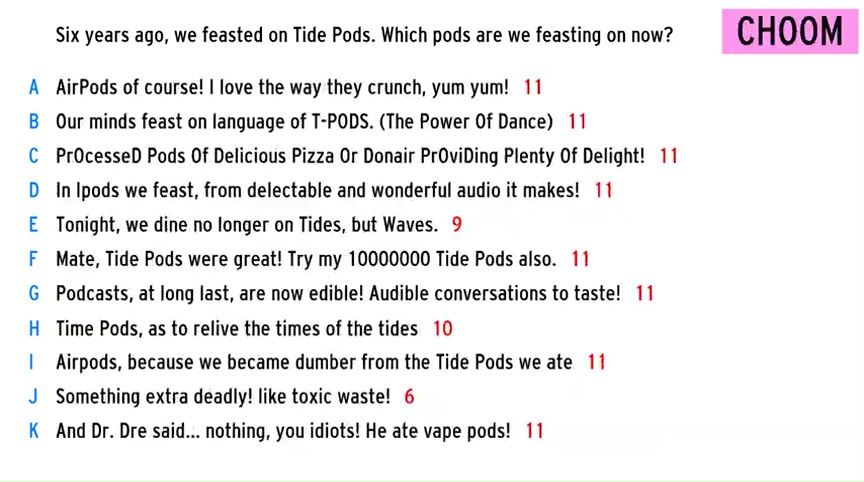 Six years ago, we feasted on Tide Pods. Which pods are we feasting on now?
CHOOM
A AirPods of course! I love the way they crunch, yum yum! 11
B Our minds feast on language of T-PODS. (The Power Of Dance) 11
C PrOcesseD Pods Of Delicious Pizza Or Donair PrOviDing Plenty Of Delight! 11
D In Ipods we feast, from delectable and wonderful audio it makes! 11
E Tonight, we dine no longer on Tides, but Waves. 9
F Mate, Tide Pods were great! Try my 10000000 Tide Pods also. 11
G Podcasts, at long last, are now edible! Audible conversations to taste! 11
H Time Pods, as to relive the times of the tides 10
I Airpods, because we became dumber from the Tide Pods we ate 11
J Something extra deadly! like toxic waste! 6
K And Dr. Dre said... nothing, you idiots! He ate vape pods! 11